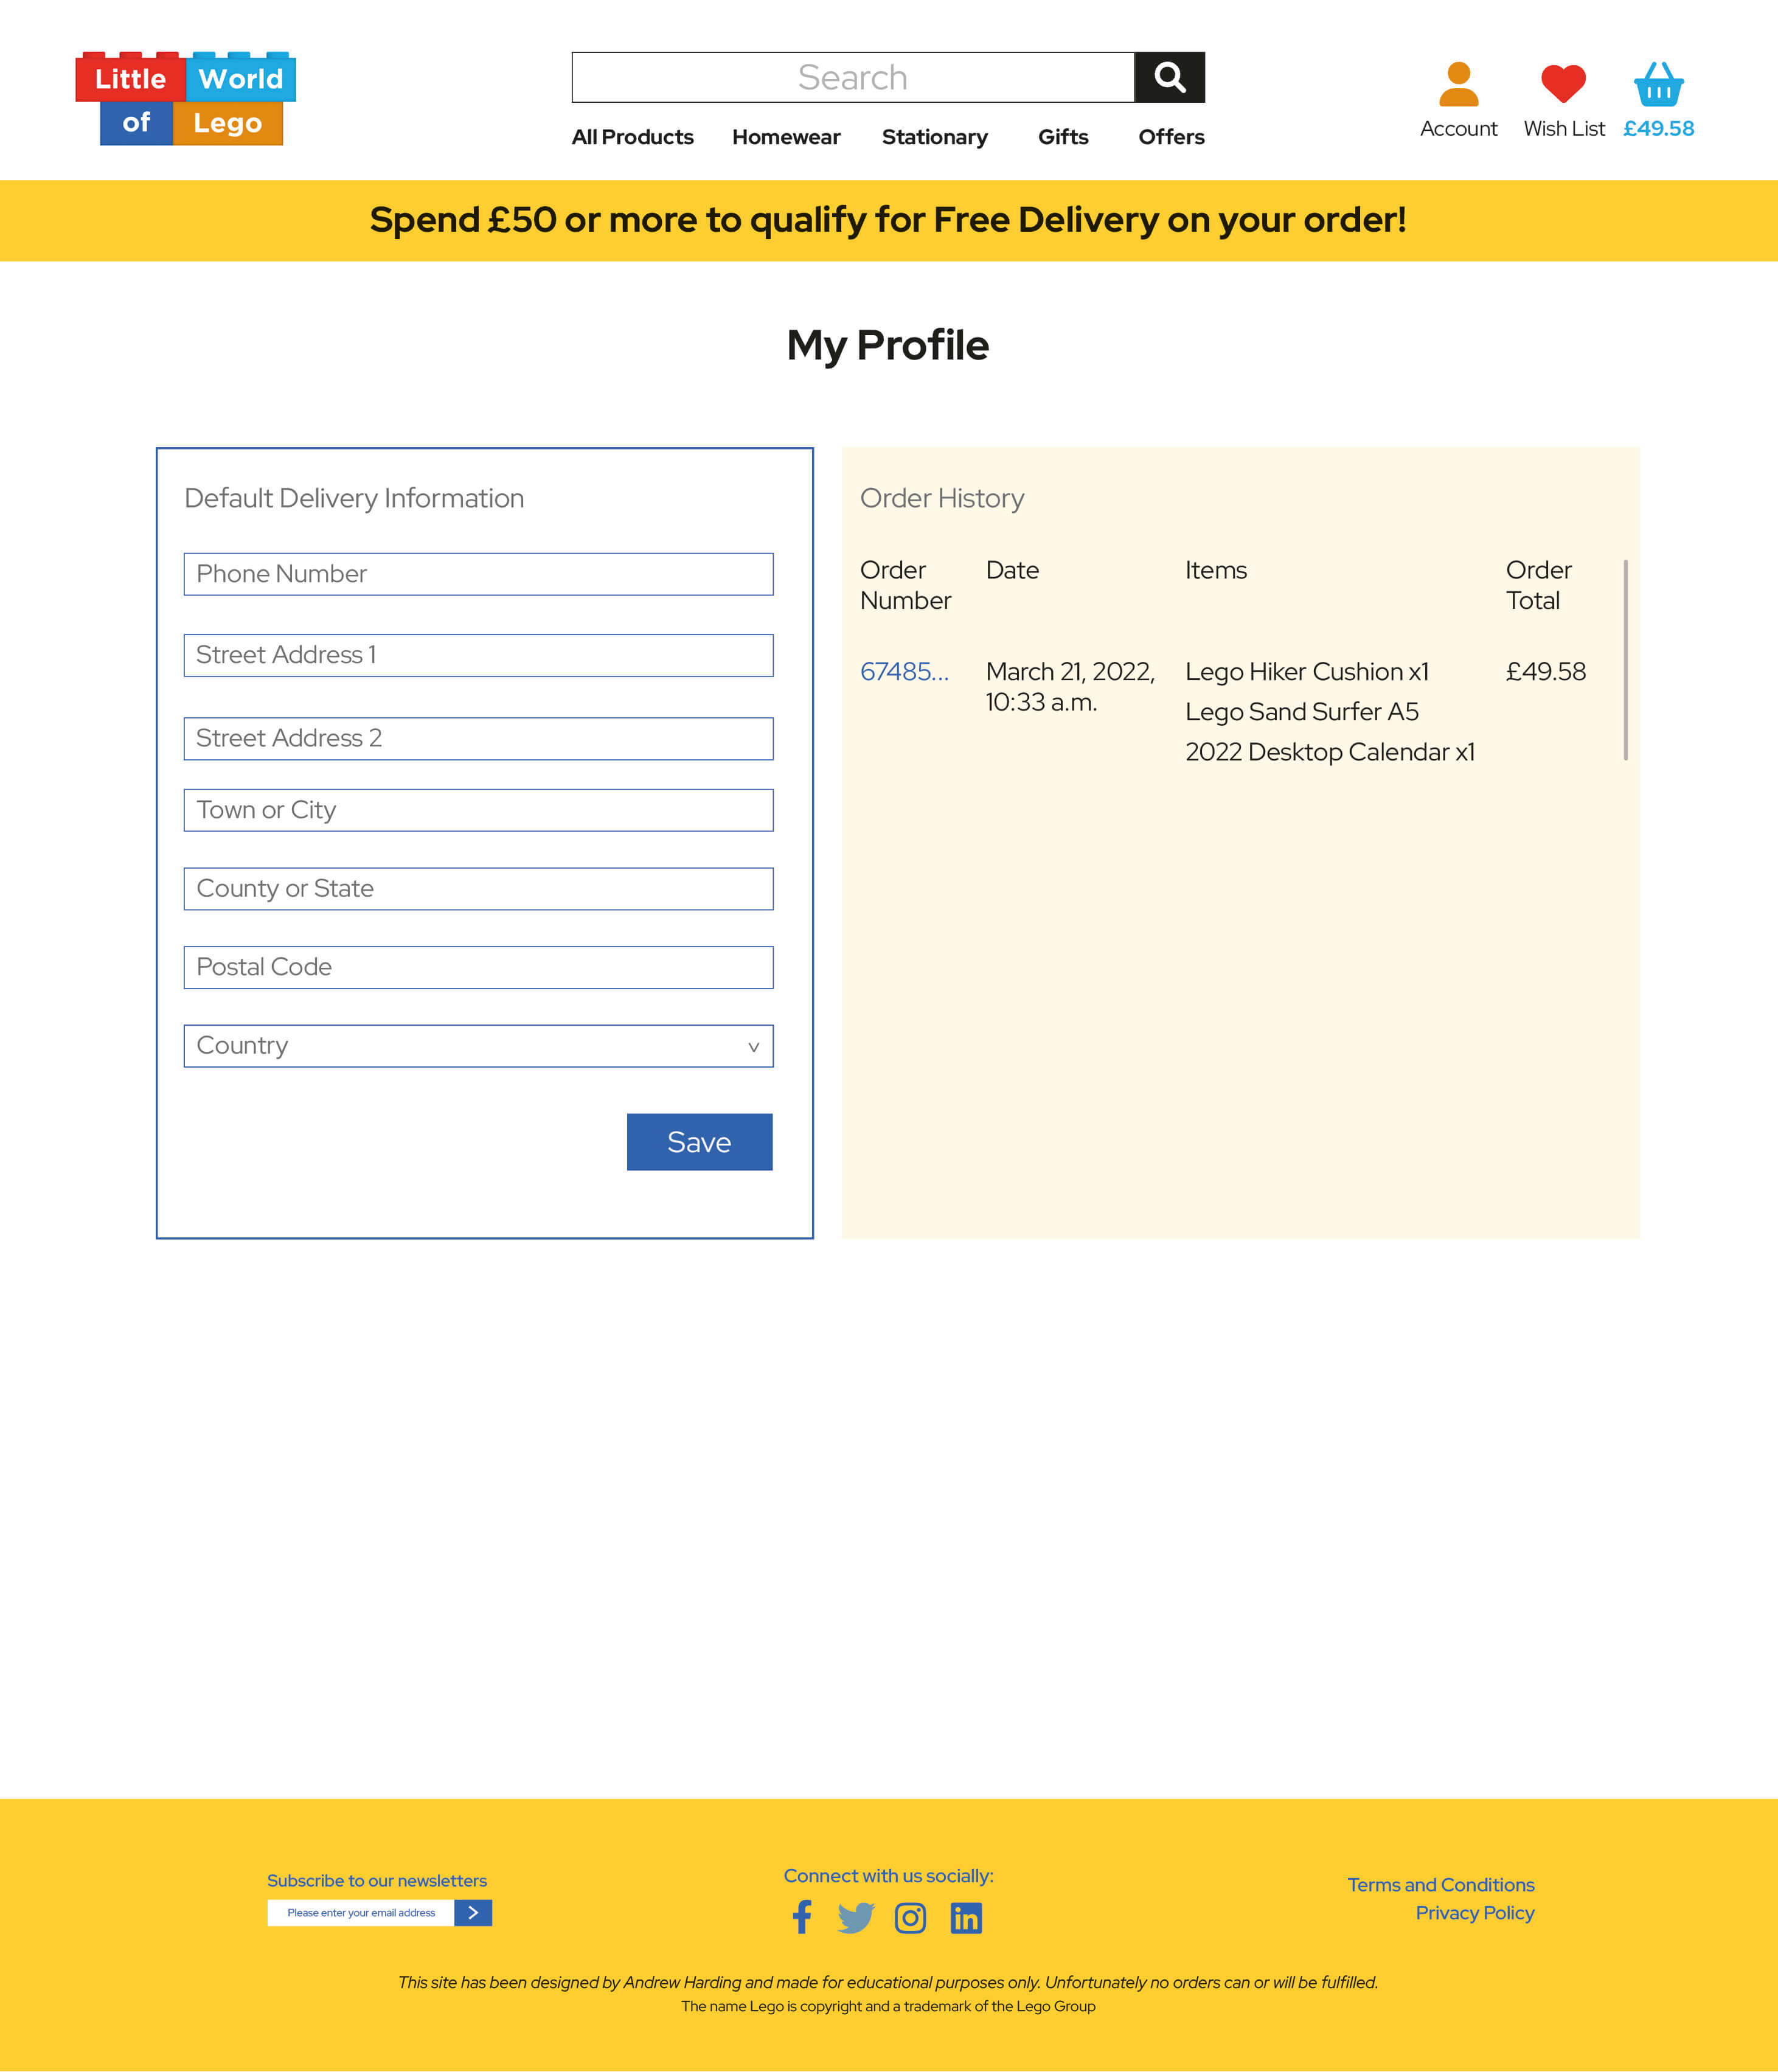 Little World
of Lego
Search
All Products Homewear Stationary Gifts Offers
Account Wish List £49.58
Spend £50 or more to qualify for Free Delivery on your order!
My Profile
Default Delivery Information
Phone Number
Street Address 1
Street Address 2
Town or City
County or State
Postal Code
Country
Save
Order History
Order Number Date Items Order Total
67485... March 21, 2022, 10:33 a.m. Lego Hiker Cushion x1 £49.58
Lego Sand Surfer A5
2022 Desktop Calendar x1
Subscribe to our newsletters
Please enter your email address
Connect with us socially:
Terms and Conditions
Privacy Policy
This site has been designed by Andrew Harding and made for educational purposes only. Unfortunately no orders can or will be fulfilled.
The name Lego is copyright and a trademark of the Lego Group